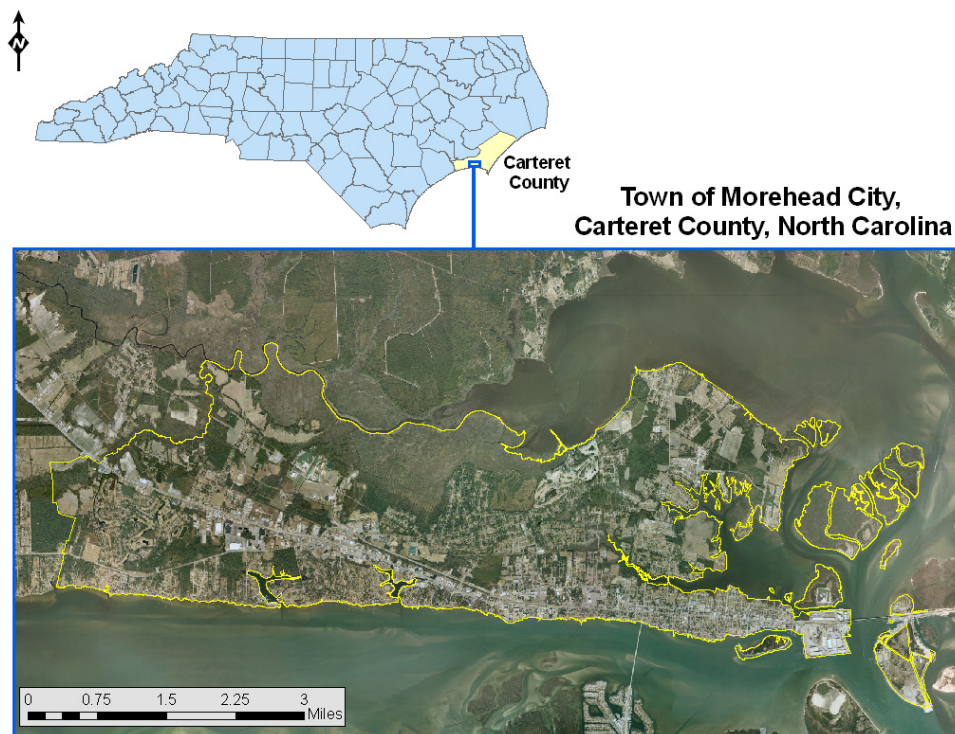 N
Carteret
County
Town of Morehead City,
Carteret County, North Carolina
0 0.75 1.5 2.25 3
Miles